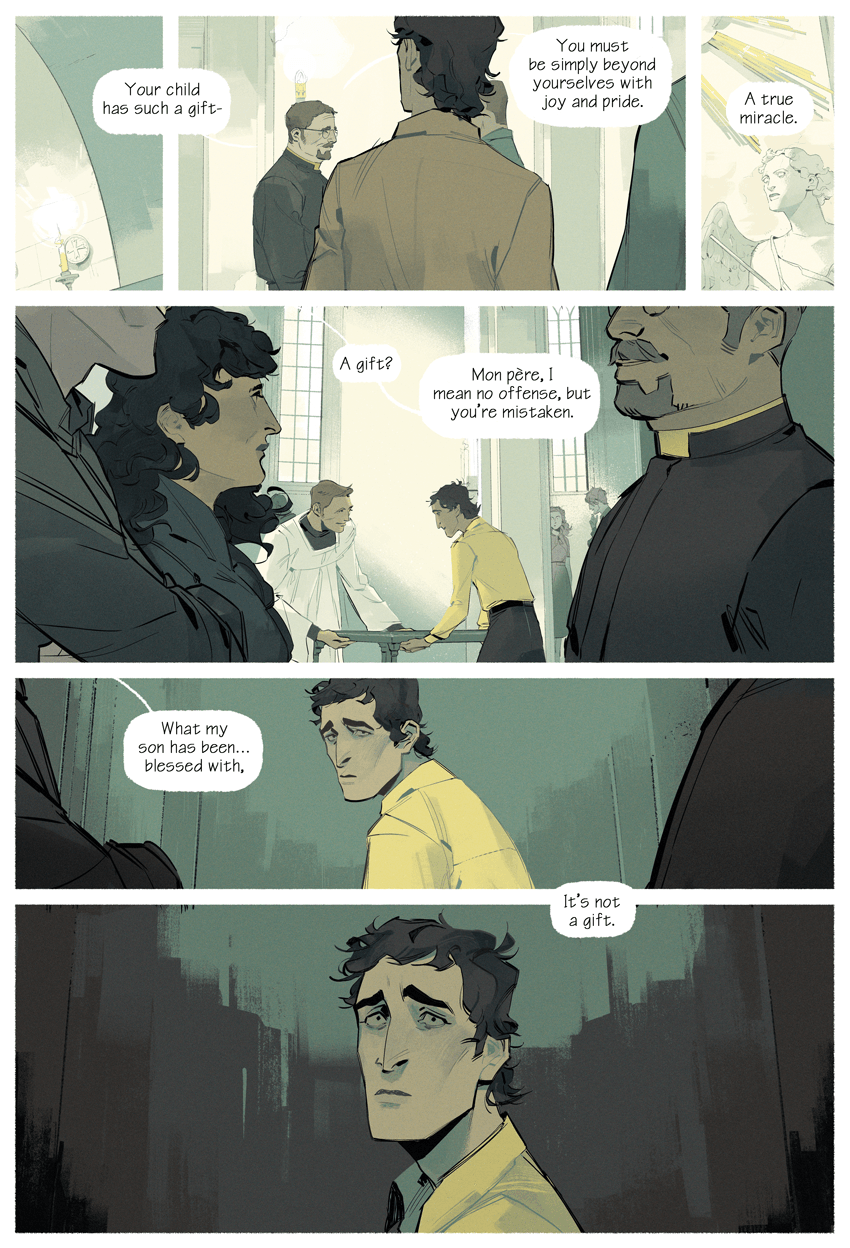 Your child
has such a gift-
You must
be simply beyond
yourselves with
joy and pride.
A true
miracle.
A gift?
Mon père, I
mean no offense, but
you're mistaken.
What my
son has been...
blessed with,
It's not
a gift.